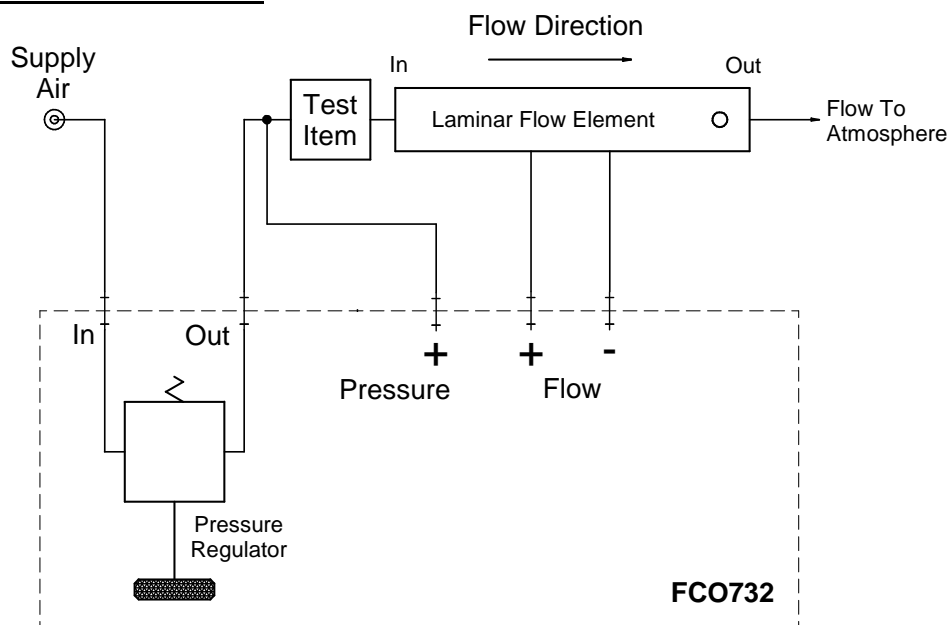 Flow Direction
Supply
Air
In
Out
Test
Item
Laminar Flow Element
Flow To
Atmosphere
In
Out
+
+
-
Pressure
Flow
Pressure
Regulator
FCO732